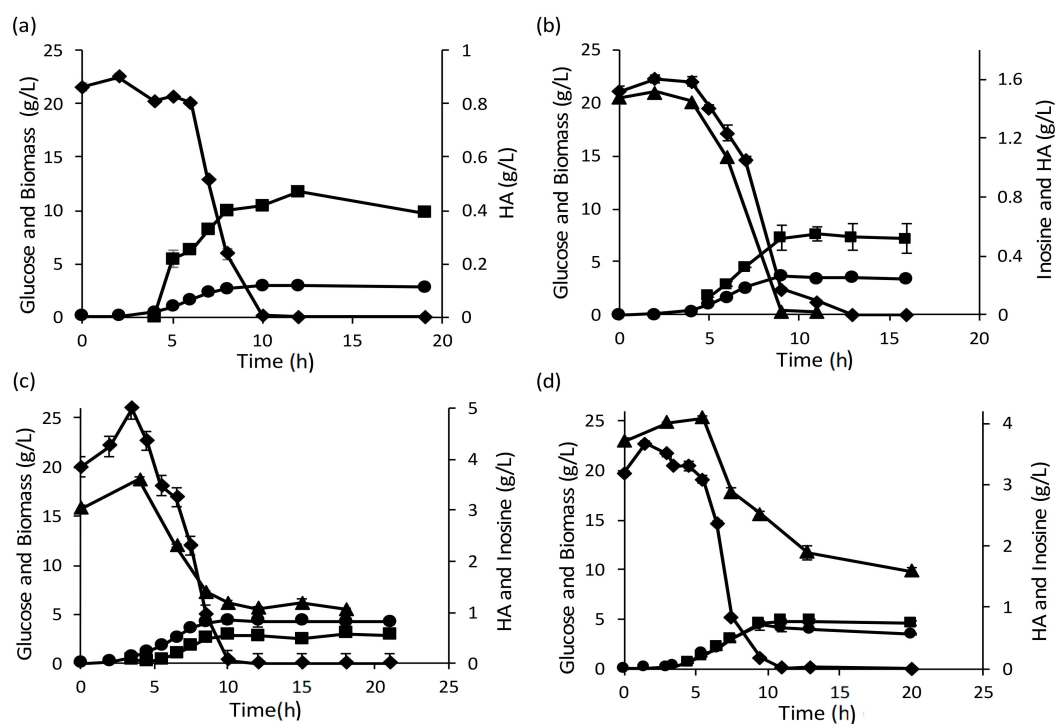 (a)
25
20
15
10
5
0
Glucose and Biomass (g/L)
0 5 10 15 20
Time (h)
1
0.8
0.6
0.4
0.2
0
HA (g/L)
(b)
25
20
15
10
5
0
Glucose and Biomass (g/L)
0 5 10 15 20
Time (h)
1.6
1.2
0.8
0.4
0
Inosine and HA (g/L)
(c)
25
20
15
10
5
0
Glucose and Biomass (g/L)
0 5 10 15 20 25
Time(h)
5
4
3
2
1
0
HA and Inosine (g/L)
(d)
25
20
15
10
5
0
Glucose and Biomass (g/L)
0 5 10 15 20 25
Time (h)
4
3
2
1
0
HA and Inosine (g/L)